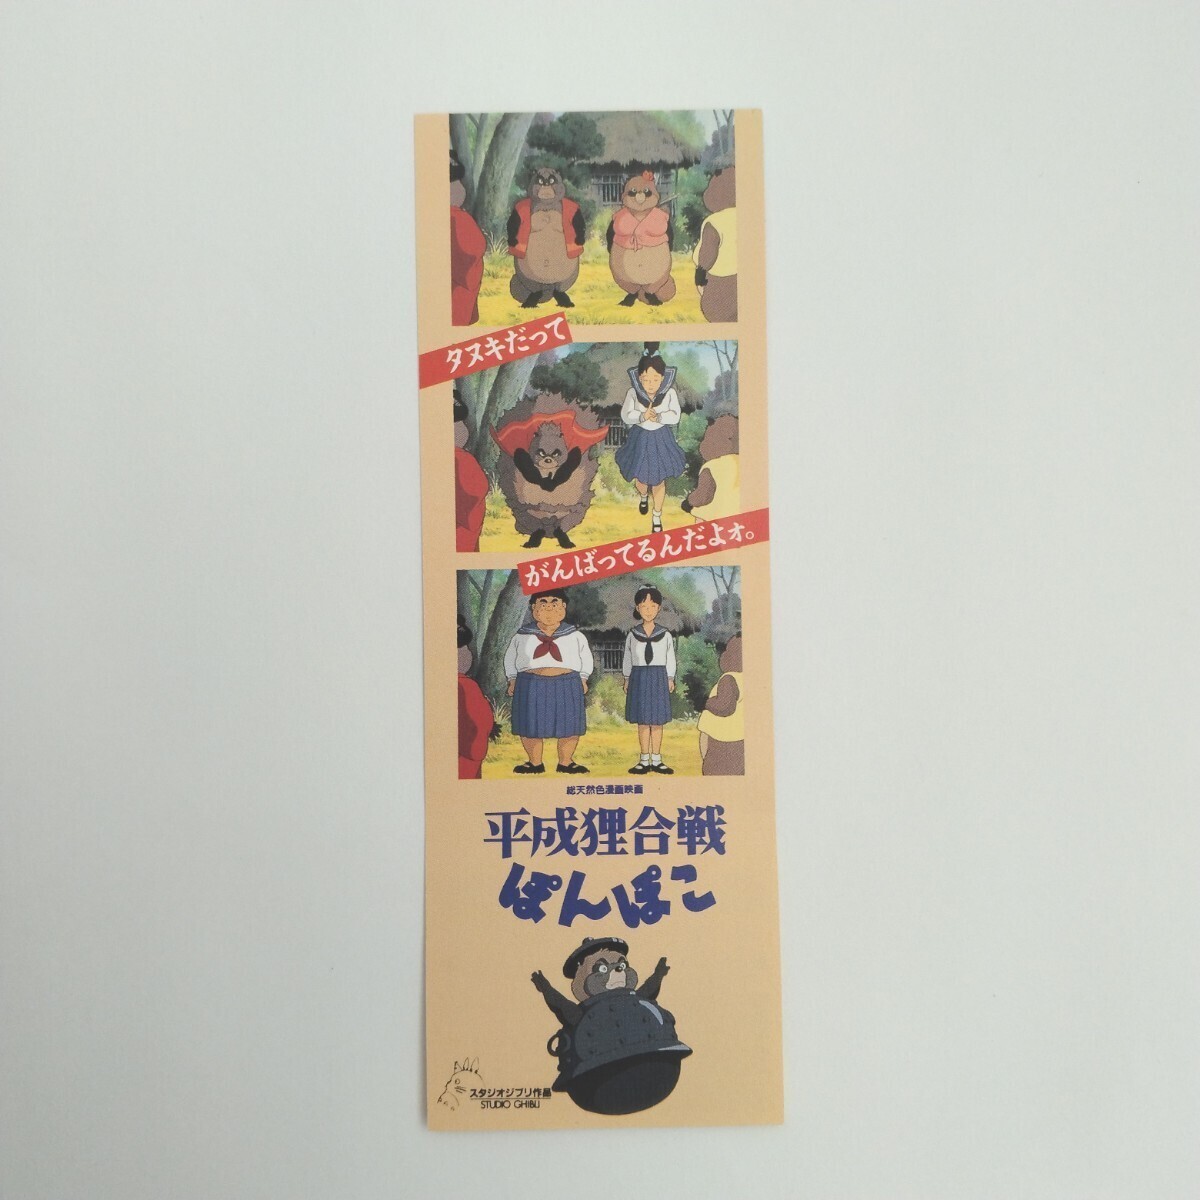 タヌキだって
がんばってるんだよォ。
総天然色漫画映画
平成狸合戦
ぽんぽこ
スタジオジブリ作品
STUDIO GHIBLI